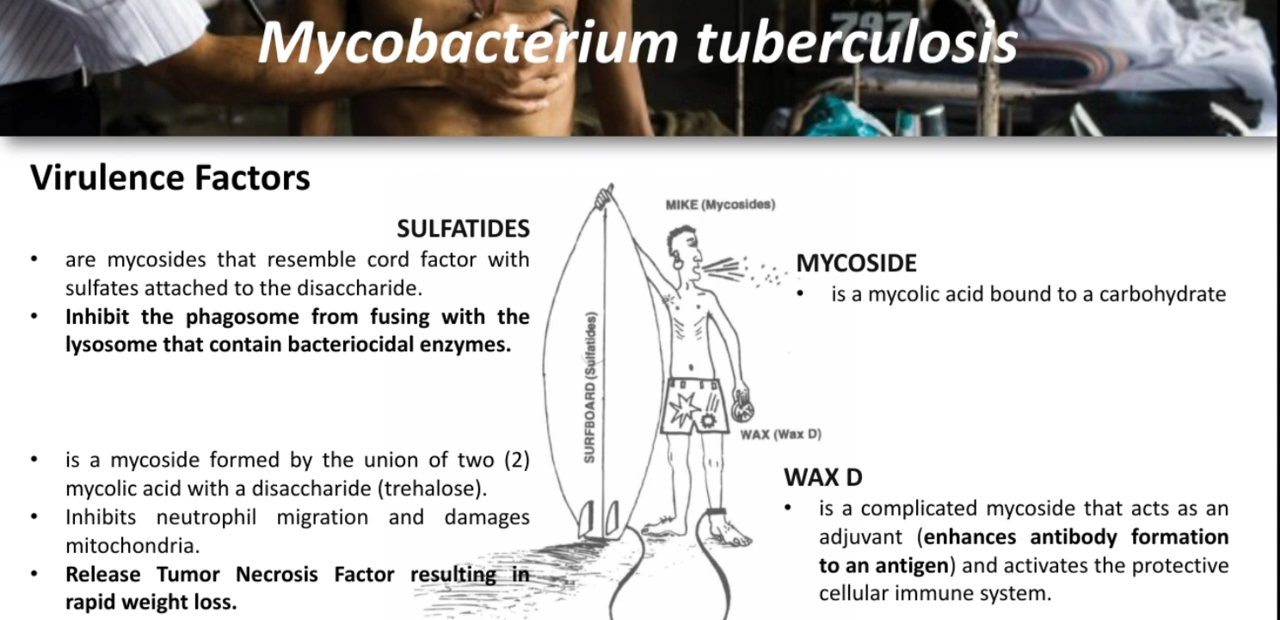 797
Mycobacterium tuberculosis
Virulence Factors
SULFATIDES
• are mycosides that resemble cord factor with
sulfates attached to the disaccharide.
• Inhibit the phagosome from fusing with the
lysosome that contain bacteriocidal enzymes.
• is a mycoside formed by the union of two (2)
mycolic acid with a disaccharide (trehalose).
• Inhibits neutrophil migration and damages
mitochondria.
• Release Tumor Necrosis Factor resulting in
rapid weight loss.
MIKE (Mycosides)
SURFBOARD (Sulfatides)
WAX (Wax D)
MYCOSIDE
• is a mycolic acid bound to a carbohydrate
WAX D
• is a complicated mycoside that acts as an
adjuvant (enhances antibody formation
to an antigen) and activates the protective
cellular immune system.